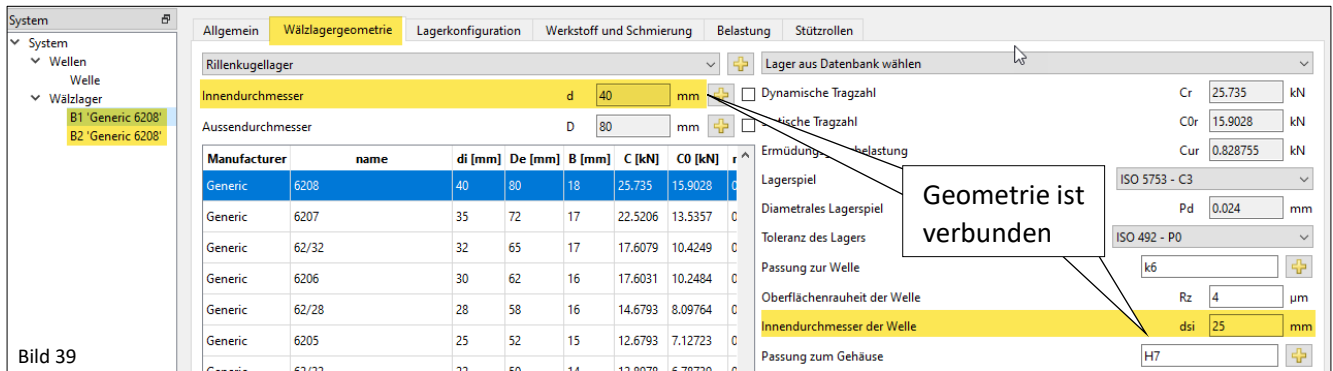 System
System
Wellen
Welle
Wälzlager
B1 'Generic 6208'
B2 'Generic 6208'
Bild 39
Allgemein Wälzlagergeometrie Lagerkonfiguration Werkstoff und Schmierung Belastung Stützrollen
Rillenkugellager
Innendurchmesser d 40 mm
Aussendurchmesser D 80 mm
Manufacturer name di [mm] De [mm] B [mm] C [kN] C0 [kN]
Generic 6208 40 80 18 25.735 15.9028
Generic 6207 35 72 17 22.5206 13.5357
Generic 62/32 32 65 17 17.6079 10.4249
Generic 6206 30 62 16 17.6031 10.2484
Generic 62/28 28 58 16 14.6793 8.09764
Generic 6205 25 52 15 12.6793 7.12723
Lager aus Datenbank wählen
Dynamische Tragzahl Cr 25.735 kN
Tragzahl C0r 15.9028 kN
Cur 0.828755 kN
Lagerspiel ISO 5753 - C3
Diametrales Lagerspiel Pd 0.024 mm
Toleranz des Lagers ISO 492 - P0
Passung zur Welle k6
Oberflächenrauheit der Welle Rz 4 µm
Innendurchmesser der Welle dsi 25 mm
Passung zum Gehäuse H7
Geometrie ist
verbunden